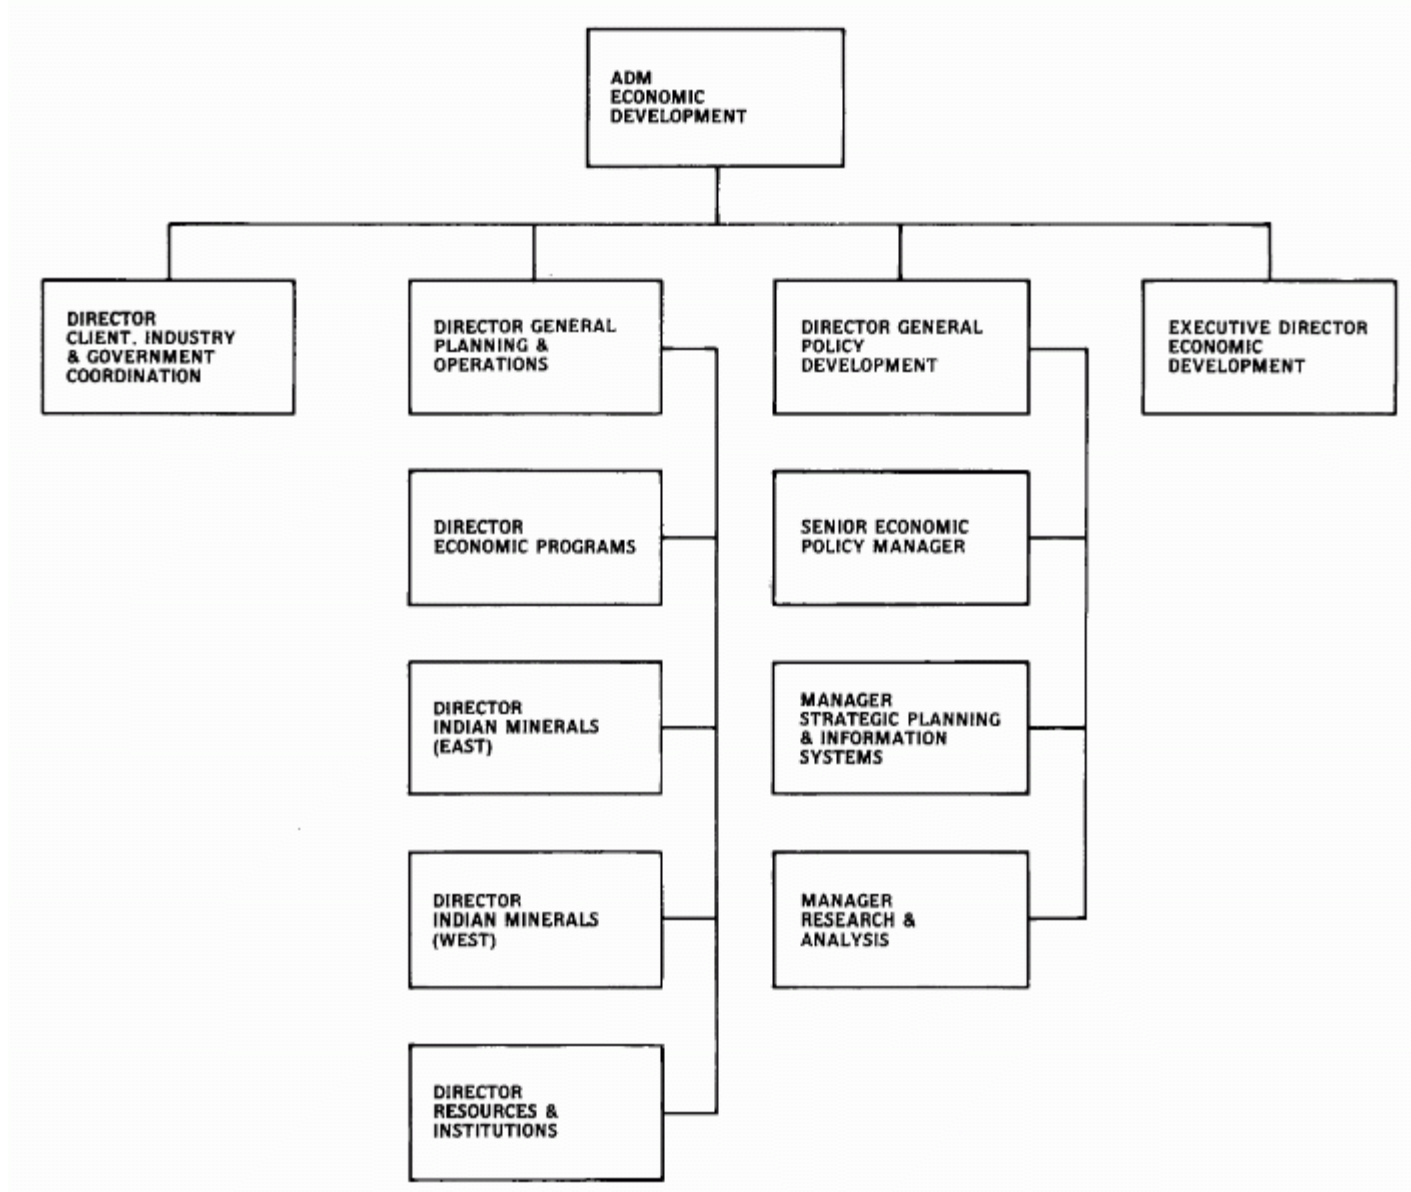 ADM
ECONOMIC
DEVELOPMENT
DIRECTOR
CLIENT, INDUSTRY
& GOVERNMENT
COORDINATION
DIRECTOR GENERAL
PLANNING &
OPERATIONS
DIRECTOR GENERAL
POLICY
DEVELOPMENT
EXECUTIVE DIRECTOR
ECONOMIC
DEVELOPMENT
DIRECTOR
ECONOMIC PROGRAMS
SENIOR ECONOMIC
POLICY MANAGER
DIRECTOR
INDIAN MINERALS
(EAST)
MANAGER
STRATEGIC PLANNING
& INFORMATION
SYSTEMS
DIRECTOR
INDIAN MINERALS
(WEST)
MANAGER
RESEARCH &
ANALYSIS
DIRECTOR
RESOURCES &
INSTITUTIONS